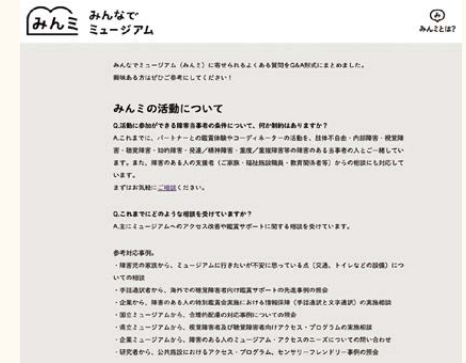 みんミ
みんなで
ミュージアム
み
みんミとは?
みんなでミュージアム（みんミ）に寄せられるよくある質問をQ&A形式にまとめました。
興味ある方はぜひご参考にしてください！
みんミの活動について
Q.活動に参加ができる障害当事者の条件について、何か制約はありますか？
A.これまでに、パートナーとの鑑賞体験やコーディネーターの活動を、肢体不自由・内部障害・視覚障
害・聴覚障害・知的障害・発達／精神障害・重度／重複障害等の障害のある当事者の人とご一緒してい
ます。また、障害のある人の支援者（ご家族・福祉施設職員・教育関係者等）からの相談にも対応して
います。
まずはお気軽にご相談ください。
Q.これまでにどのような相談を受けていますか？
A.主にミュージアムへのアクセス改善や鑑賞サポートに関する相談を受けています。
参考対応事例。
・障害児の家族から、ミュージアムに行きたいが不安に思っている点（交通、トイレなどの設備）につ
いての相談
・手話通訳者から、海外での聴覚障害者向け鑑賞サポートの先進事例の照会
・企業から、障害のある人の特別鑑賞会実施における情報保障（手話通訳と文字通訳）の実施相談
・国立ミュージアムから、合理的配慮の対応事例についての照会
・県立ミュージアムから、視覚障害者及び聴覚障害者向けアクセス・プログラムの実施相談
・企業ミュージアムから、障害のある人のミュージアム・アクセスのニーズについての問い合わせ
・研究者から、公共施設におけるアクセス・プログラム、センサリーフレンドリー事例の照会